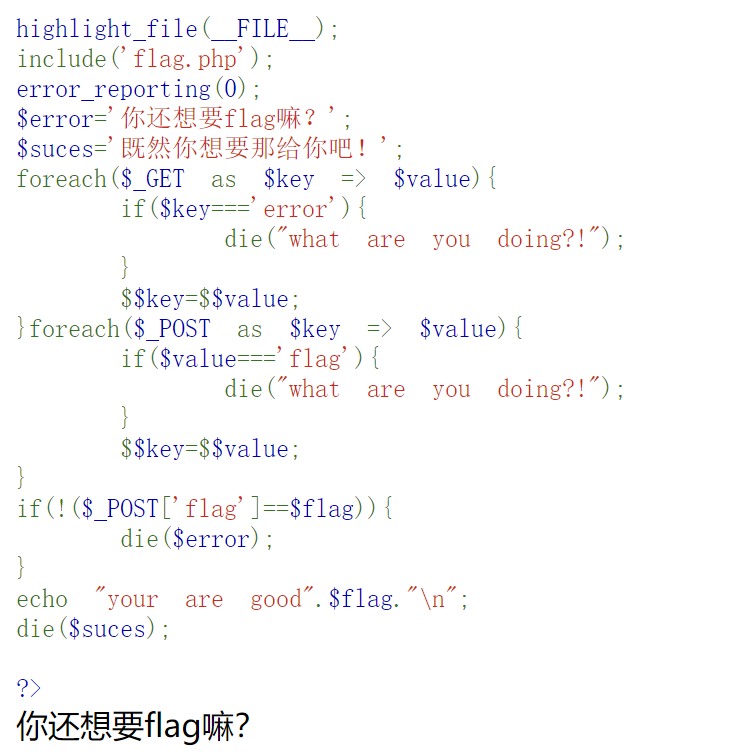 highlight_file(__FILE__);
include('flag.php');
error_reporting(0);
$error='你还想要flag嘛？';
$suces='既然你想要那给你吧！';
foreach($_GET as $key => $value){
if($key==='error'){
die("what are you doing?!");
}
$$key=$$value;
}foreach($_POST as $key => $value){
if($value==='flag'){
die("what are you doing?!");
}
$$key=$$value;
}
if(!($_POST['flag']==$flag)){
die($error);
}
echo "your are good".$flag."\n";
die($suces);
?>
你还想要flag嘛？